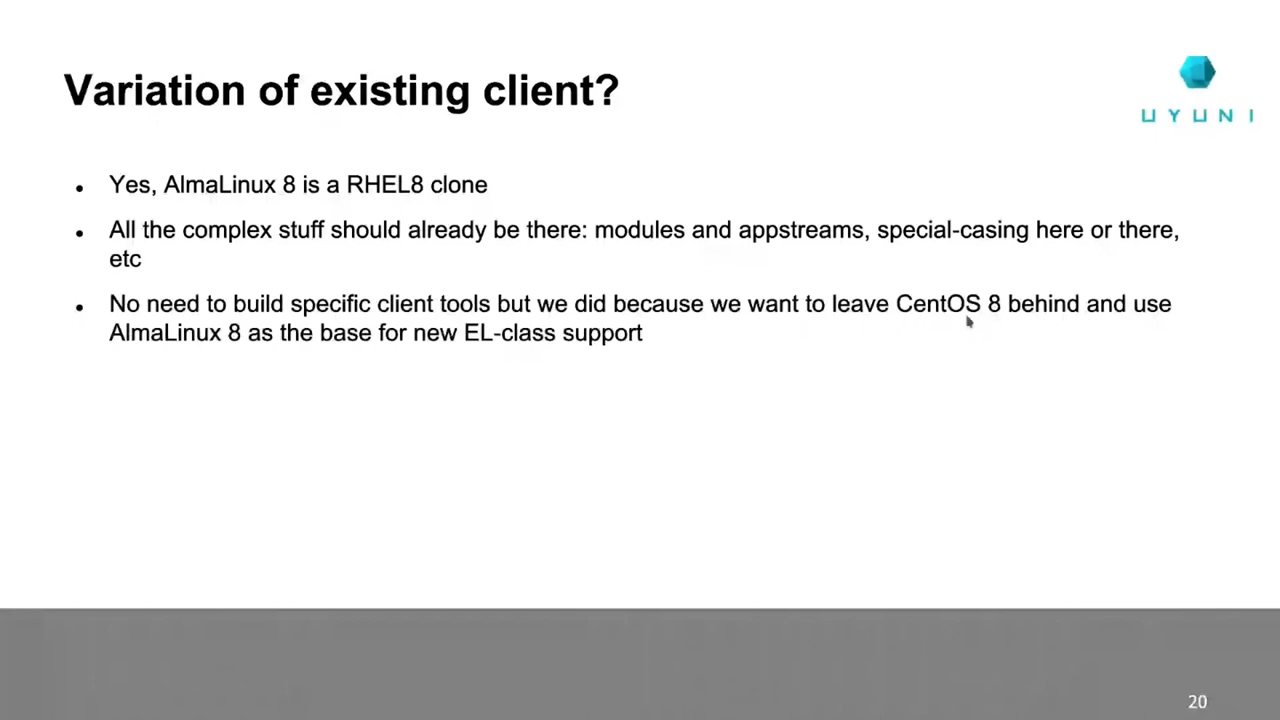 Variation of existing client?
UYUNI
• Yes, AlmaLinux 8 is a RHEL8 clone
• All the complex stuff should already be there: modules and appstreams, special-casing here or there,
etc
• No need to build specific client tools but we did because we want to leave CentOS 8 behind and use
AlmaLinux 8 as the base for new EL-class support
20